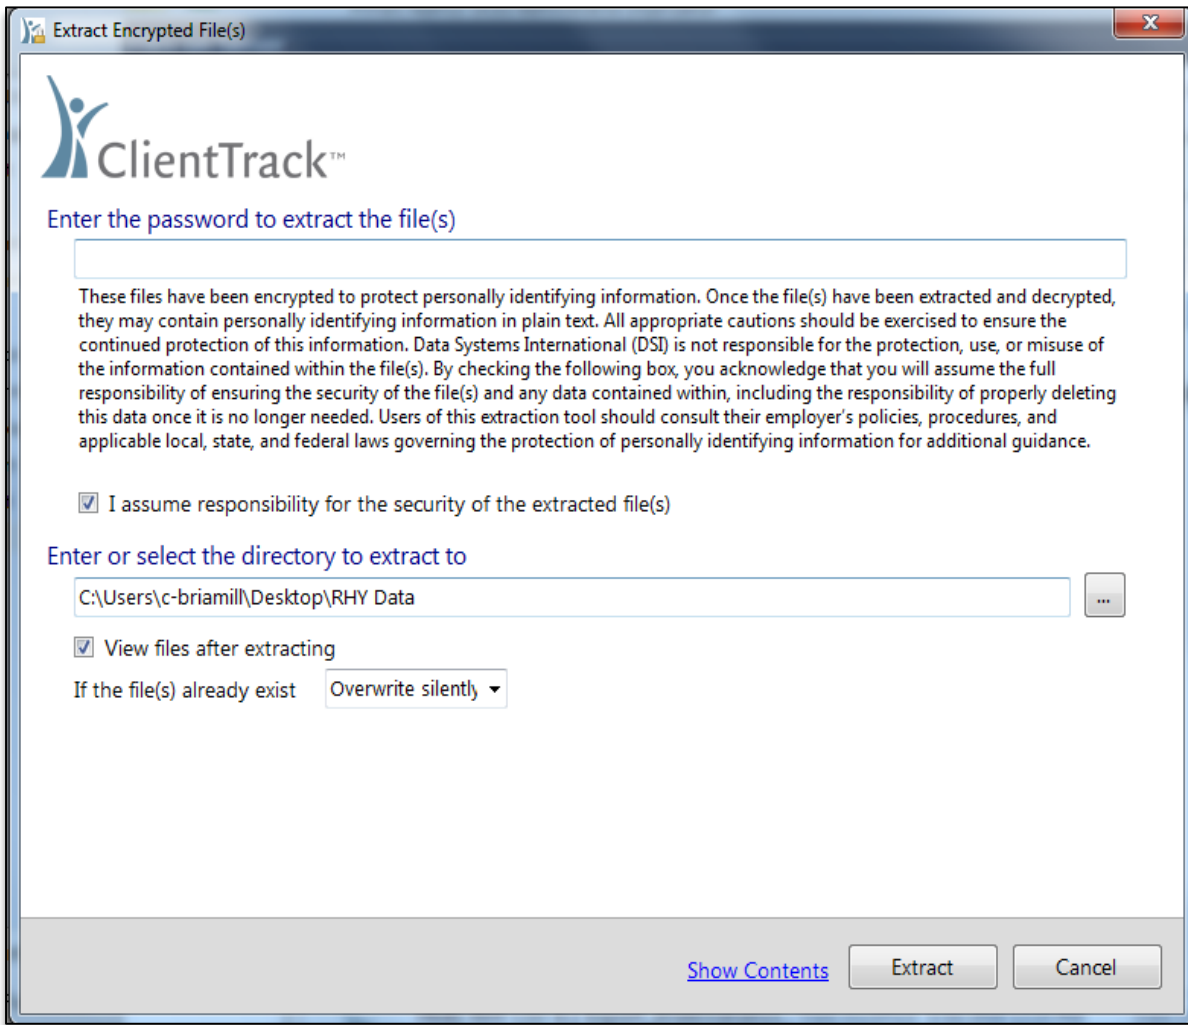 Extract Encrypted File(s)
x
ClientTrack™
Enter the password to extract the file(s)
These files have been encrypted to protect personally identifying information. Once the file(s) have been extracted and decrypted,
they may contain personally identifying information in plain text. All appropriate cautions should be exercised to ensure the
continued protection of this information. Data Systems International (DSI) is not responsible for the protection, use, or misuse of
the information contained within the file(s). By checking the following box, you acknowledge that you will assume the full
responsibility of ensuring the security of the file(s) and any data contained within, including the responsibility of properly deleting
this data once it is no longer needed. Users of this extraction tool should consult their employer's policies, procedures, and
applicable local, state, and federal laws governing the protection of personally identifying information for additional guidance.
I assume responsibility for the security of the extracted file(s)
Enter or select the directory to extract to
C:\Users\c-briamill\Desktop\RHY Data
...
View files after extracting
If the file(s) already exist Overwrite silently
Show Contents Extract Cancel